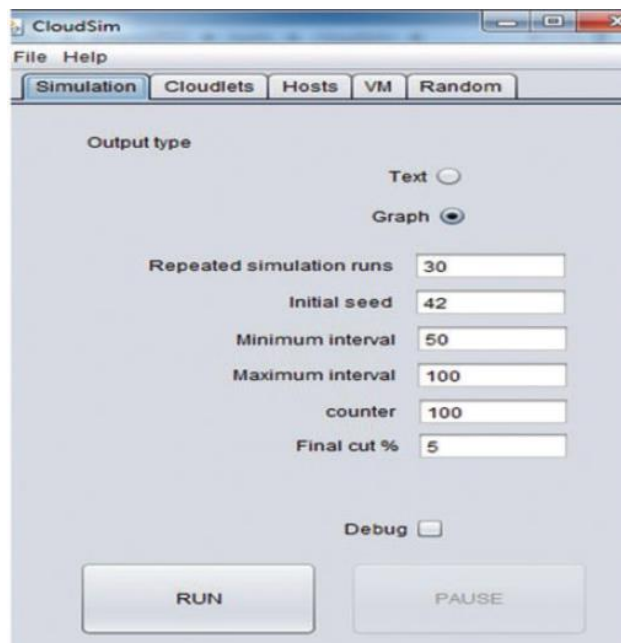 CloudSim
File Help
Simulation Cloudlets Hosts VM Random
Output type
Text
Graph
Repeated simulation runs 30
Initial seed 42
Minimum interval 50
Maximum interval 100
counter 100
Final cut % 5
Debug
RUN PAUSE